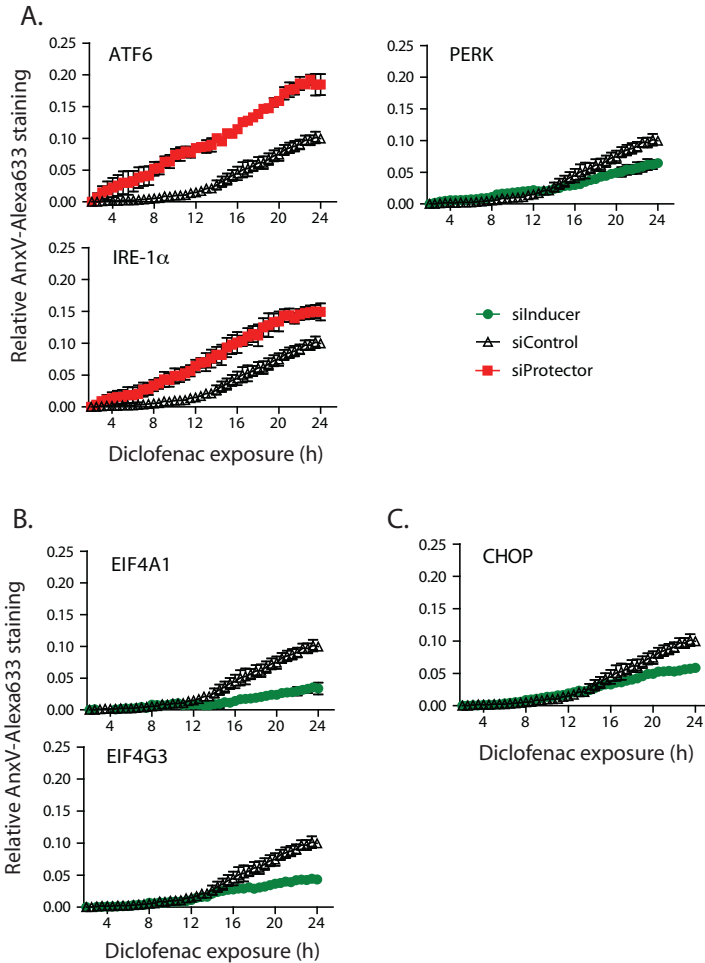 A.
Relative AnxV-Alexa633 staining
ATF6
0.25
0.20
0.15
0.10
0.05
0.00
4 8 12 16 20 24
PERK
0.25
0.20
0.15
0.10
0.05
0.00
4 8 12 16 20 24
IRE-1α
0.25
0.20
0.15
0.10
0.05
0.00
4 8 12 16 20 24
Diclofenac exposure (h)
siInducer
siControl
siProtector
B.
Relative AnxV-Alexa633 staining
EIF4A1
0.25
0.20
0.15
0.10
0.05
0.00
4 8 12 16 20 24
EIF4G3
0.25
0.20
0.15
0.10
0.05
0.00
4 8 12 16 20 24
Diclofenac exposure (h)
C.
CHOP
0.25
0.20
0.15
0.10
0.05
0.00
4 8 12 16 20 24
Diclofenac exposure (h)